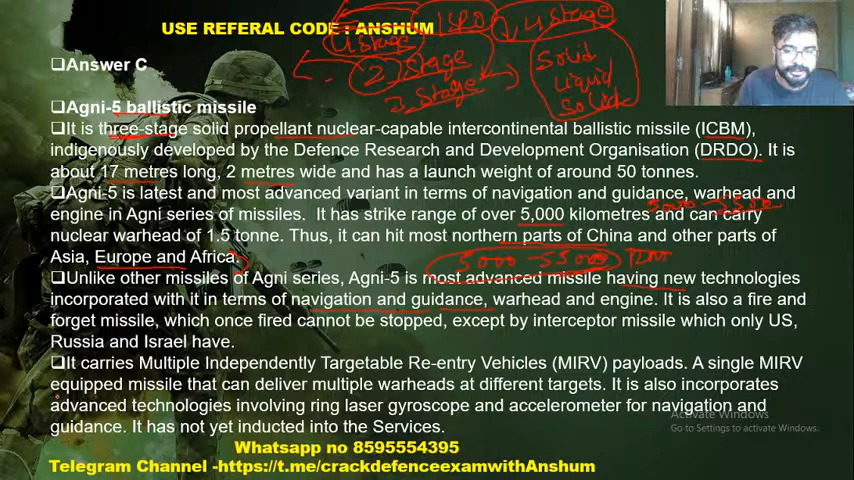 USE REFERAL CODE : ANSHUM
4 stage
ISRO
, 4 stage
2 stage
3 stage
Solid
Liquid
Solid
❑Answer C
❑Agni-5 ballistic missile
❑It is three-stage solid propellant nuclear-capable intercontinental ballistic missile (ICBM),
indigenously developed by the Defence Research and Development Organisation (DRDO). It is
about 17 metres long, 2 metres wide and has a launch weight of around 50 tonnes.
❑Agni-5 is latest and most advanced variant in terms of navigation and guidance, warhead and
engine in Agni series of missiles. It has strike range of over 5,000 kilometres and can carry
5000 - 5500
nuclear warhead of 1.5 tonne. Thus, it can hit most northern parts of China and other parts of
Asia, Europe and Africa.
5000 - 5500
❑Unlike other missiles of Agni series, Agni-5 is most advanced missile having new technologies
incorporated with it in terms of navigation and guidance, warhead and engine. It is also a fire and
forget missile, which once fired cannot be stopped, except by interceptor missile which only US,
Russia and Israel have.
❑It carries Multiple Independently Targetable Re-entry Vehicles (MIRV) payloads. A single MIRV
equipped missile that can deliver multiple warheads at different targets. It is also incorporates
advanced technologies involving ring laser gyroscope and accelerometer for navigation and
guidance. It has not yet inducted into the Services.
Activate Windows
Go to Settings to activate Windows.
Whatsapp no 8595554395
Telegram Channel -https://t.me/crackdefenceexamwithAnshum